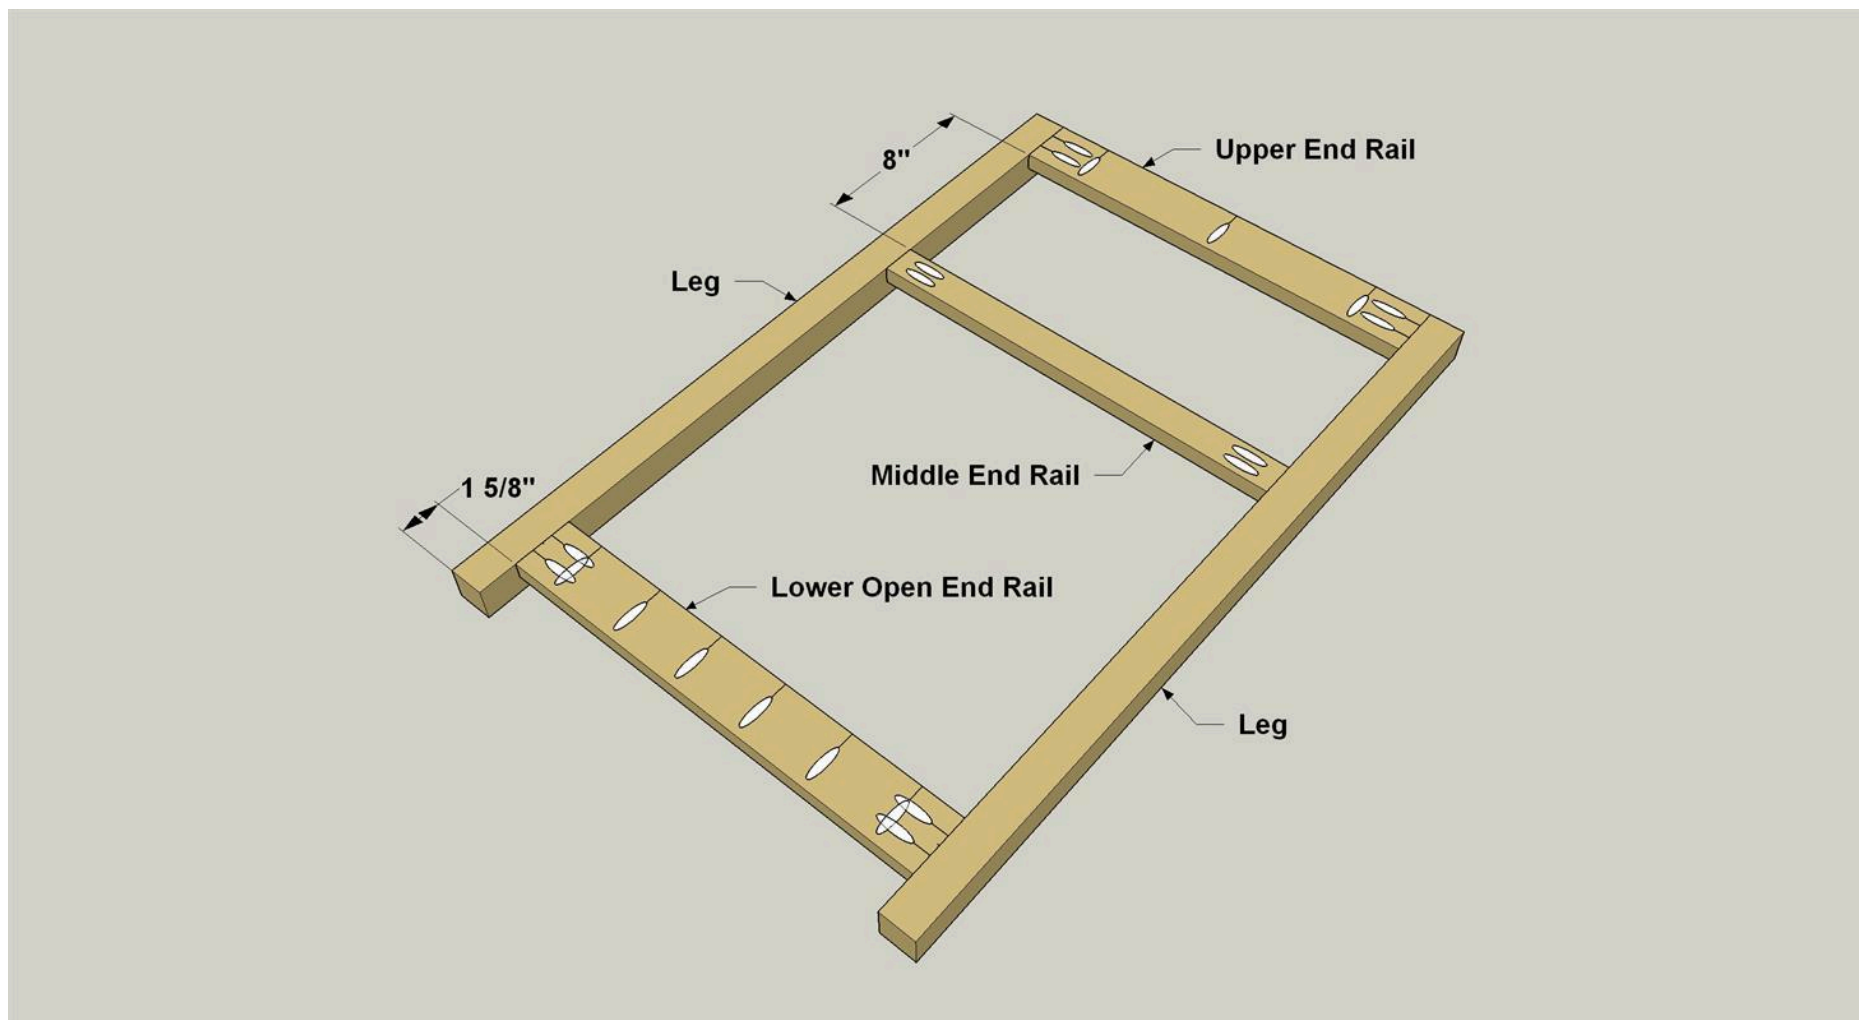 8"
Upper End Rail
Leg
Middle End Rail
1 5/8"
Lower Open End Rail
Leg